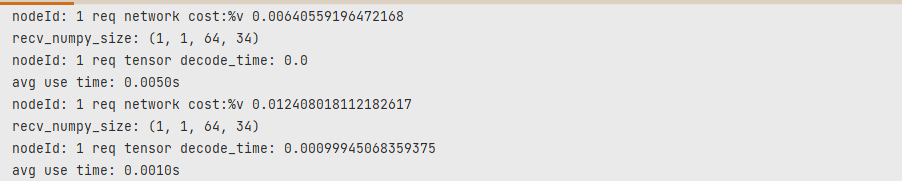 nodeId: 1 req network cost:%v 0.00640559196472168
recv_numpy_size: (1, 1, 64, 34)
nodeId: 1 req tensor decode_time: 0.0
avg use time: 0.0050s
nodeId: 1 req network cost:%v 0.012408018112182617
recv_numpy_size: (1, 1, 64, 34)
nodeId: 1 req tensor decode_time: 0.00099945068359375
avg use time: 0.0010s